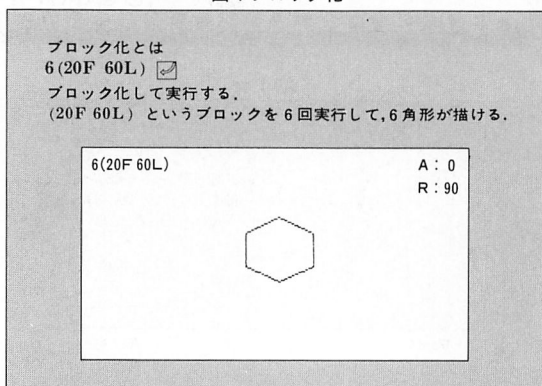 ブロック化とは
6(20F 60L)
ブロック化して実行する.
(20F 60L) というブロックを6回実行して,6角形が描ける.
6(20F 60L)
A:0
R:90